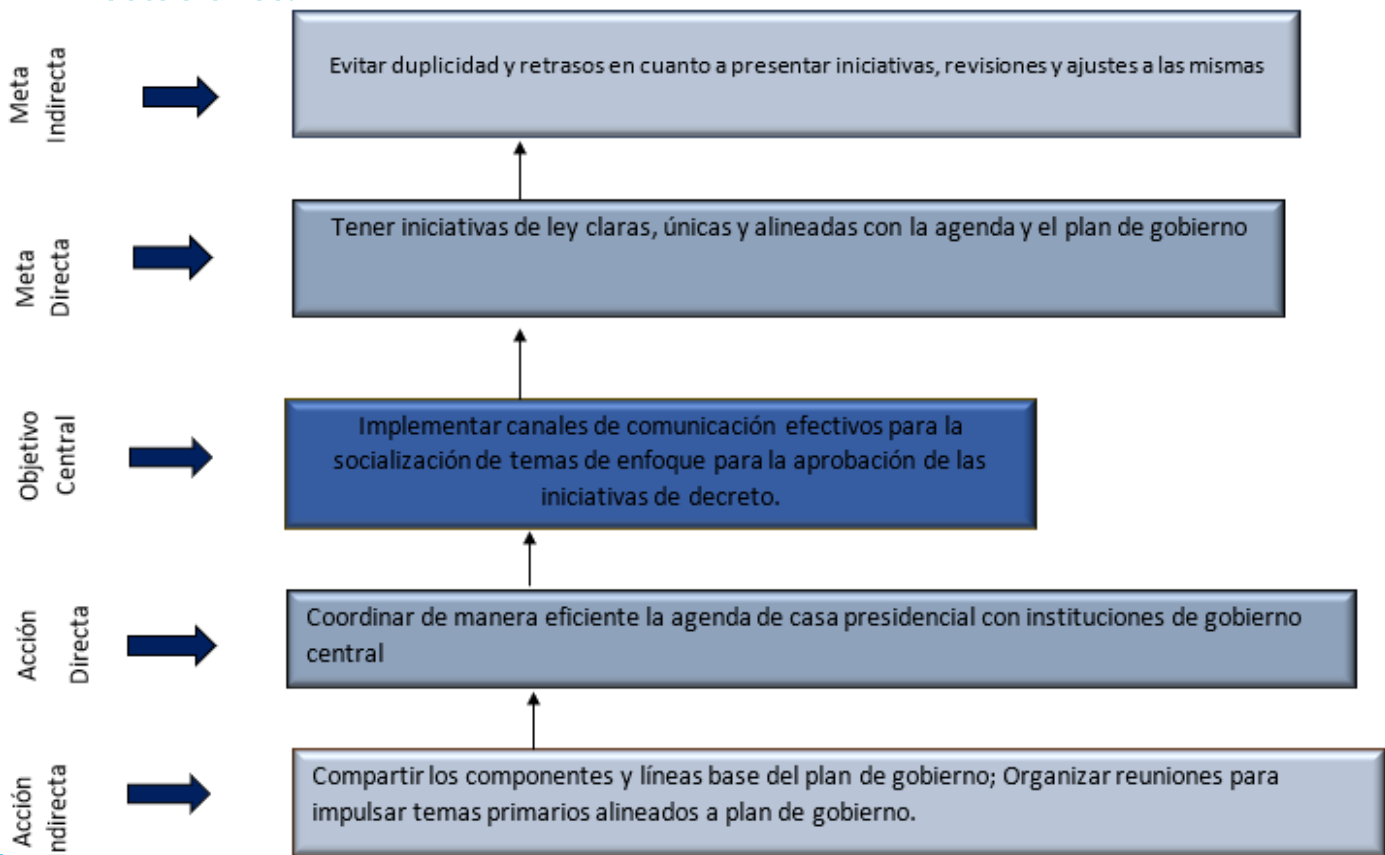 Meta
Indirecta
Evitar duplicidad y retrasos en cuanto a presentar iniciativas, revisiones y ajustes a las mismas
Meta
Directa
Tener iniciativas de ley claras, únicas y alineadas con la agenda y el plan de gobierno
Objetivo
Central
Implementar canales de comunicación efectivos para la
socialización de temas de enfoque para la aprobación de las
iniciativas de decreto.
Acción
Directa
Coordinar de manera eficiente la agenda de casa presidencial con instituciones de gobierno
central
Acción
ndirecta
Compartir los componentes y líneas base del plan de gobierno; Organizar reuniones para
impulsar temas primarios alineados a plan de gobierno.